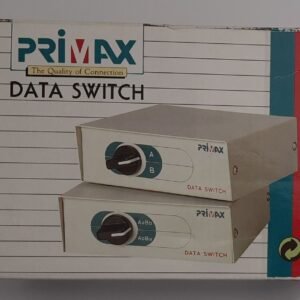 PRIMAX
The Quality of Connection
DATA SWITCH
PRIMAX
A
B
DATA SWITCH
PRIMAX
DATA SWITCH